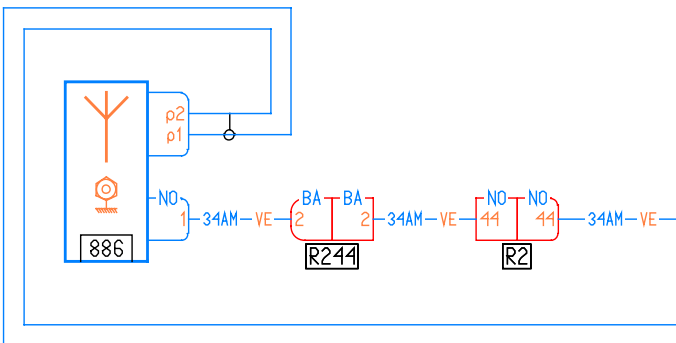 p2
p1
NO BA BA NO NO
1 34AM VE 2 2 34AM VE 44 44 34AM VE
886 R244 R2